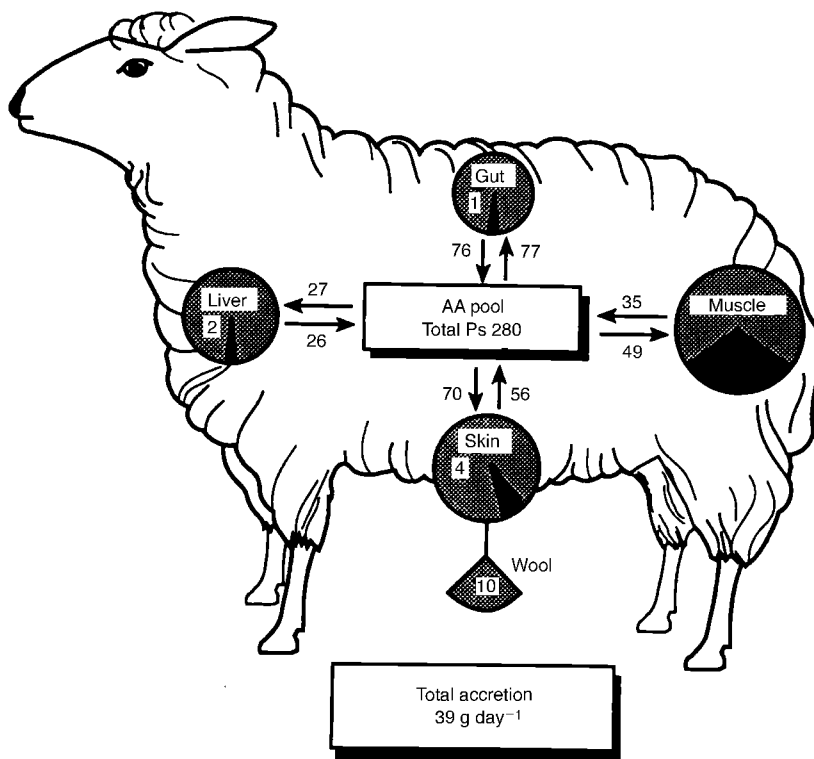 Gut
1
76
77
27
Liver
2
26
AA pool
Total Ps 280
35
Muscle
49
70
56
Skin
4
Wool
10
Total accretion
39 g day⁻¹